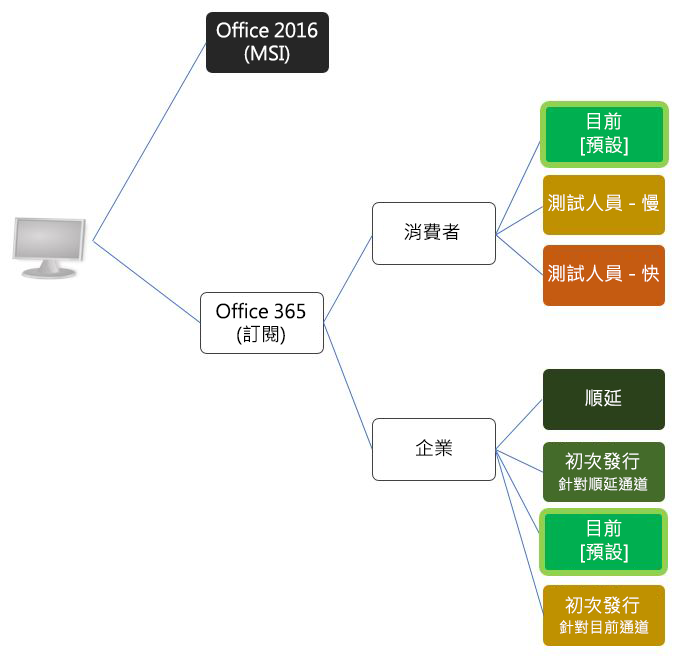 Office 2016
(MSI)
目前
[預設]
測試人員 - 慢
消費者
測試人員 - 快
Office 365
(訂閱)
順延
企業
初次發行
針對順延通道
目前
[預設]
初次發行
針對目前通道